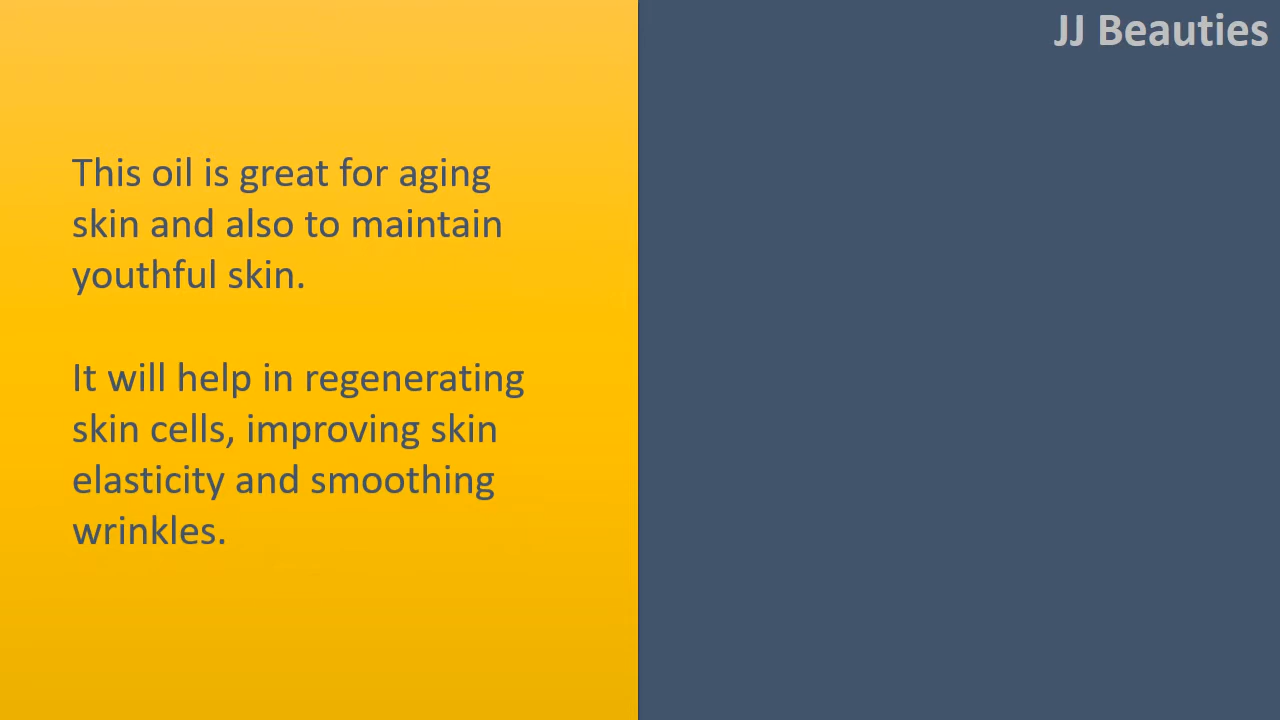 JJ Beauties
This oil is great for aging
skin and also to maintain
youthful skin.
It will help in regenerating
skin cells, improving skin
elasticity and smoothing
wrinkles.